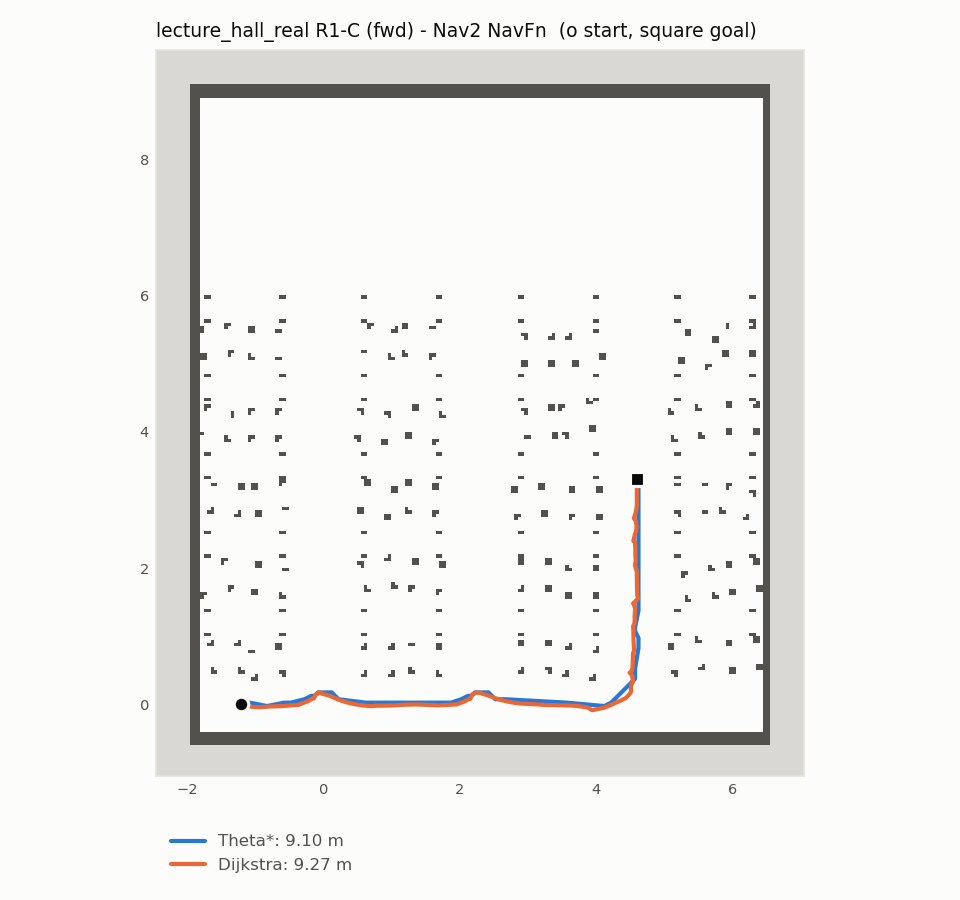 lecture_hall_real R1-C (fwd) - Nav2 NavFn  (o start, square goal)
8
6
4
2
0
−2 0 2 4 6
Theta*: 9.10 m
Dijkstra: 9.27 m